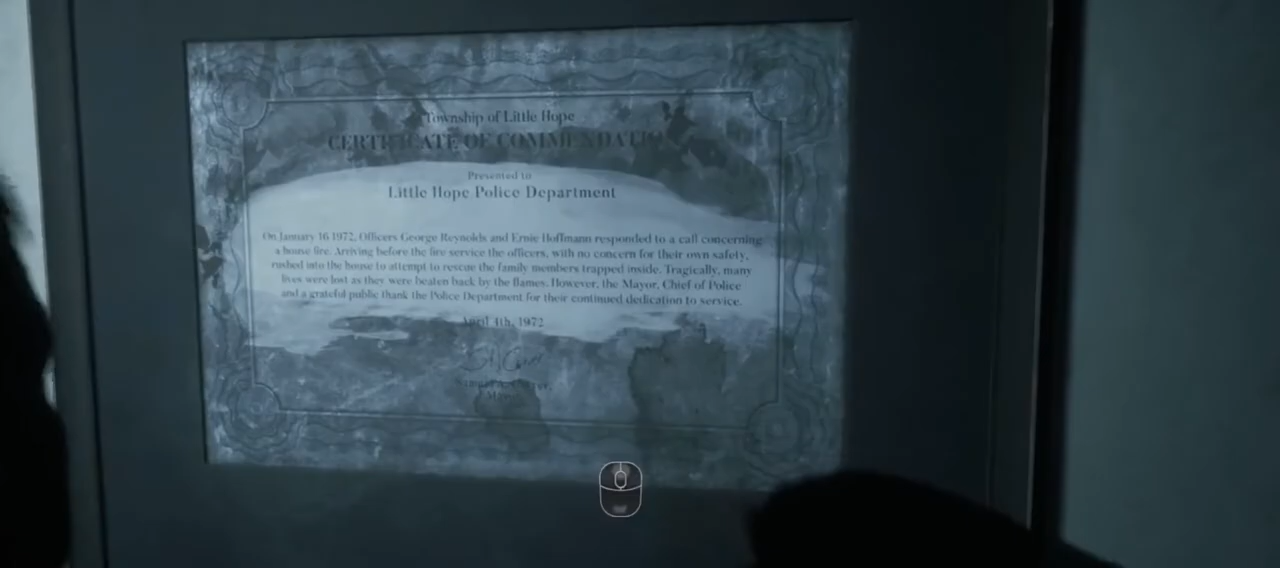 Township of Little Hope
CERTIFICATE OF COMMENDATION
Presented to
Little Hope Police Department
On January 16 1972, Officers George Reynolds and Ernie Hoffmann responded to a call concerning
a house fire. Arriving before the fire service the officers, with no concern for their own safety,
rushed into the house to attempt to rescue the family members trapped inside. Tragically, many
lives were lost as they were beaten back by the flames. However, the Mayor, Chief of Police
and a grateful public thank the Police Department for their continued dedication to service.
April 4th, 1972
Mayor